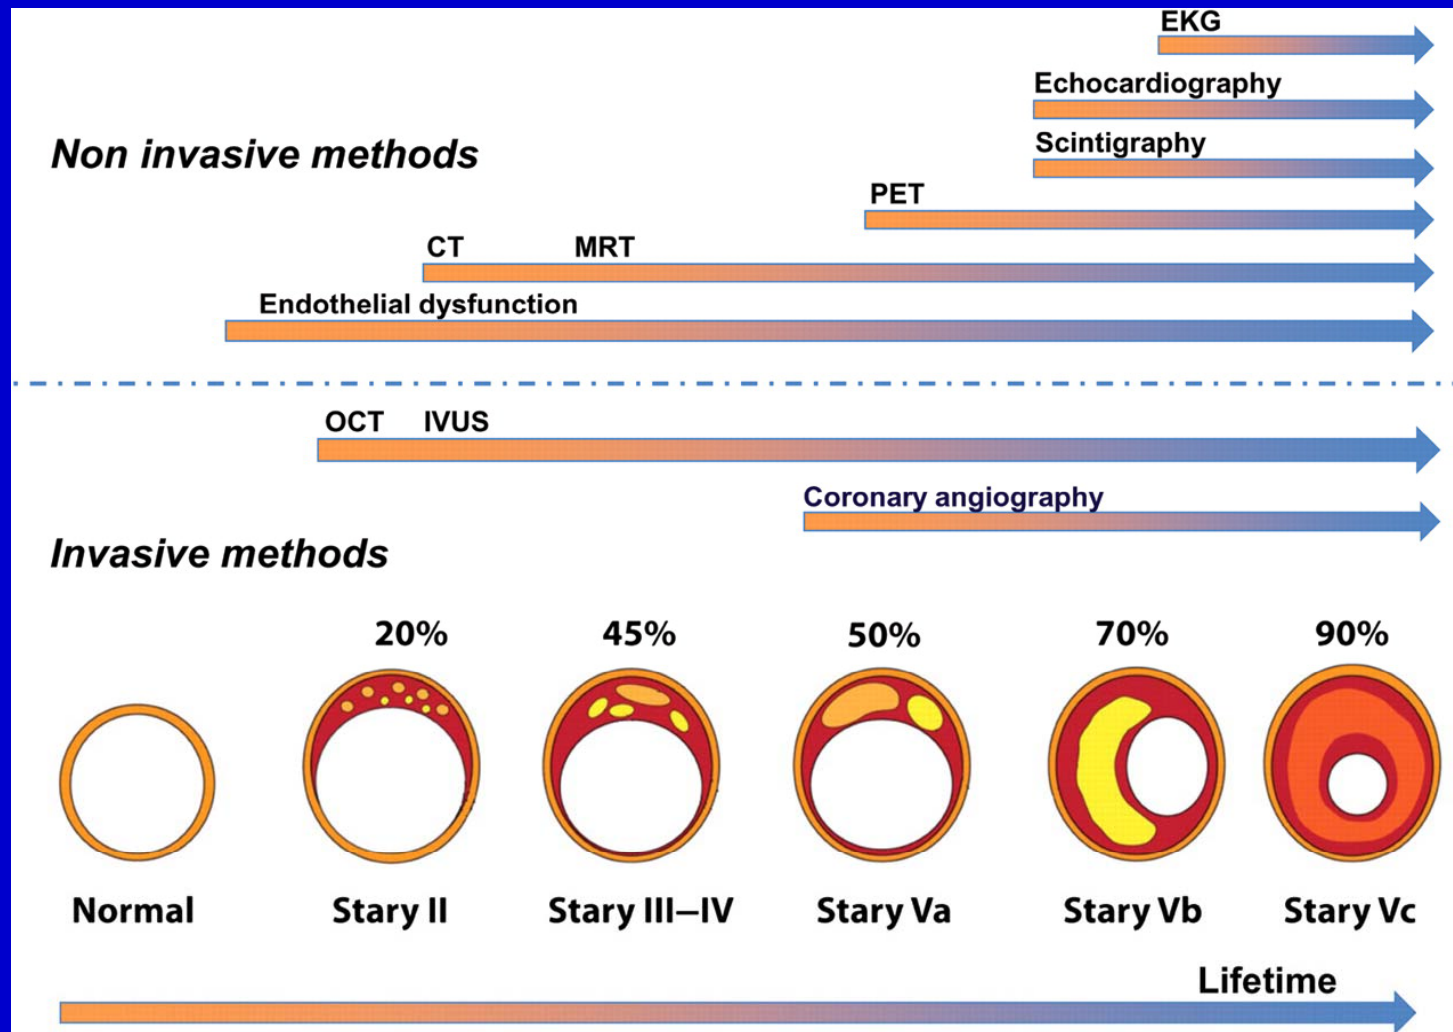 EKG
Echocardiography
Non invasive methods
Scintigraphy
PET
CT MRT
Endothelial dysfunction
OCT IVUS
Coronary angiography
Invasive methods
20% 45% 50% 70% 90%
Normal Stary II Stary III–IV Stary Va Stary Vb Stary Vc
Lifetime